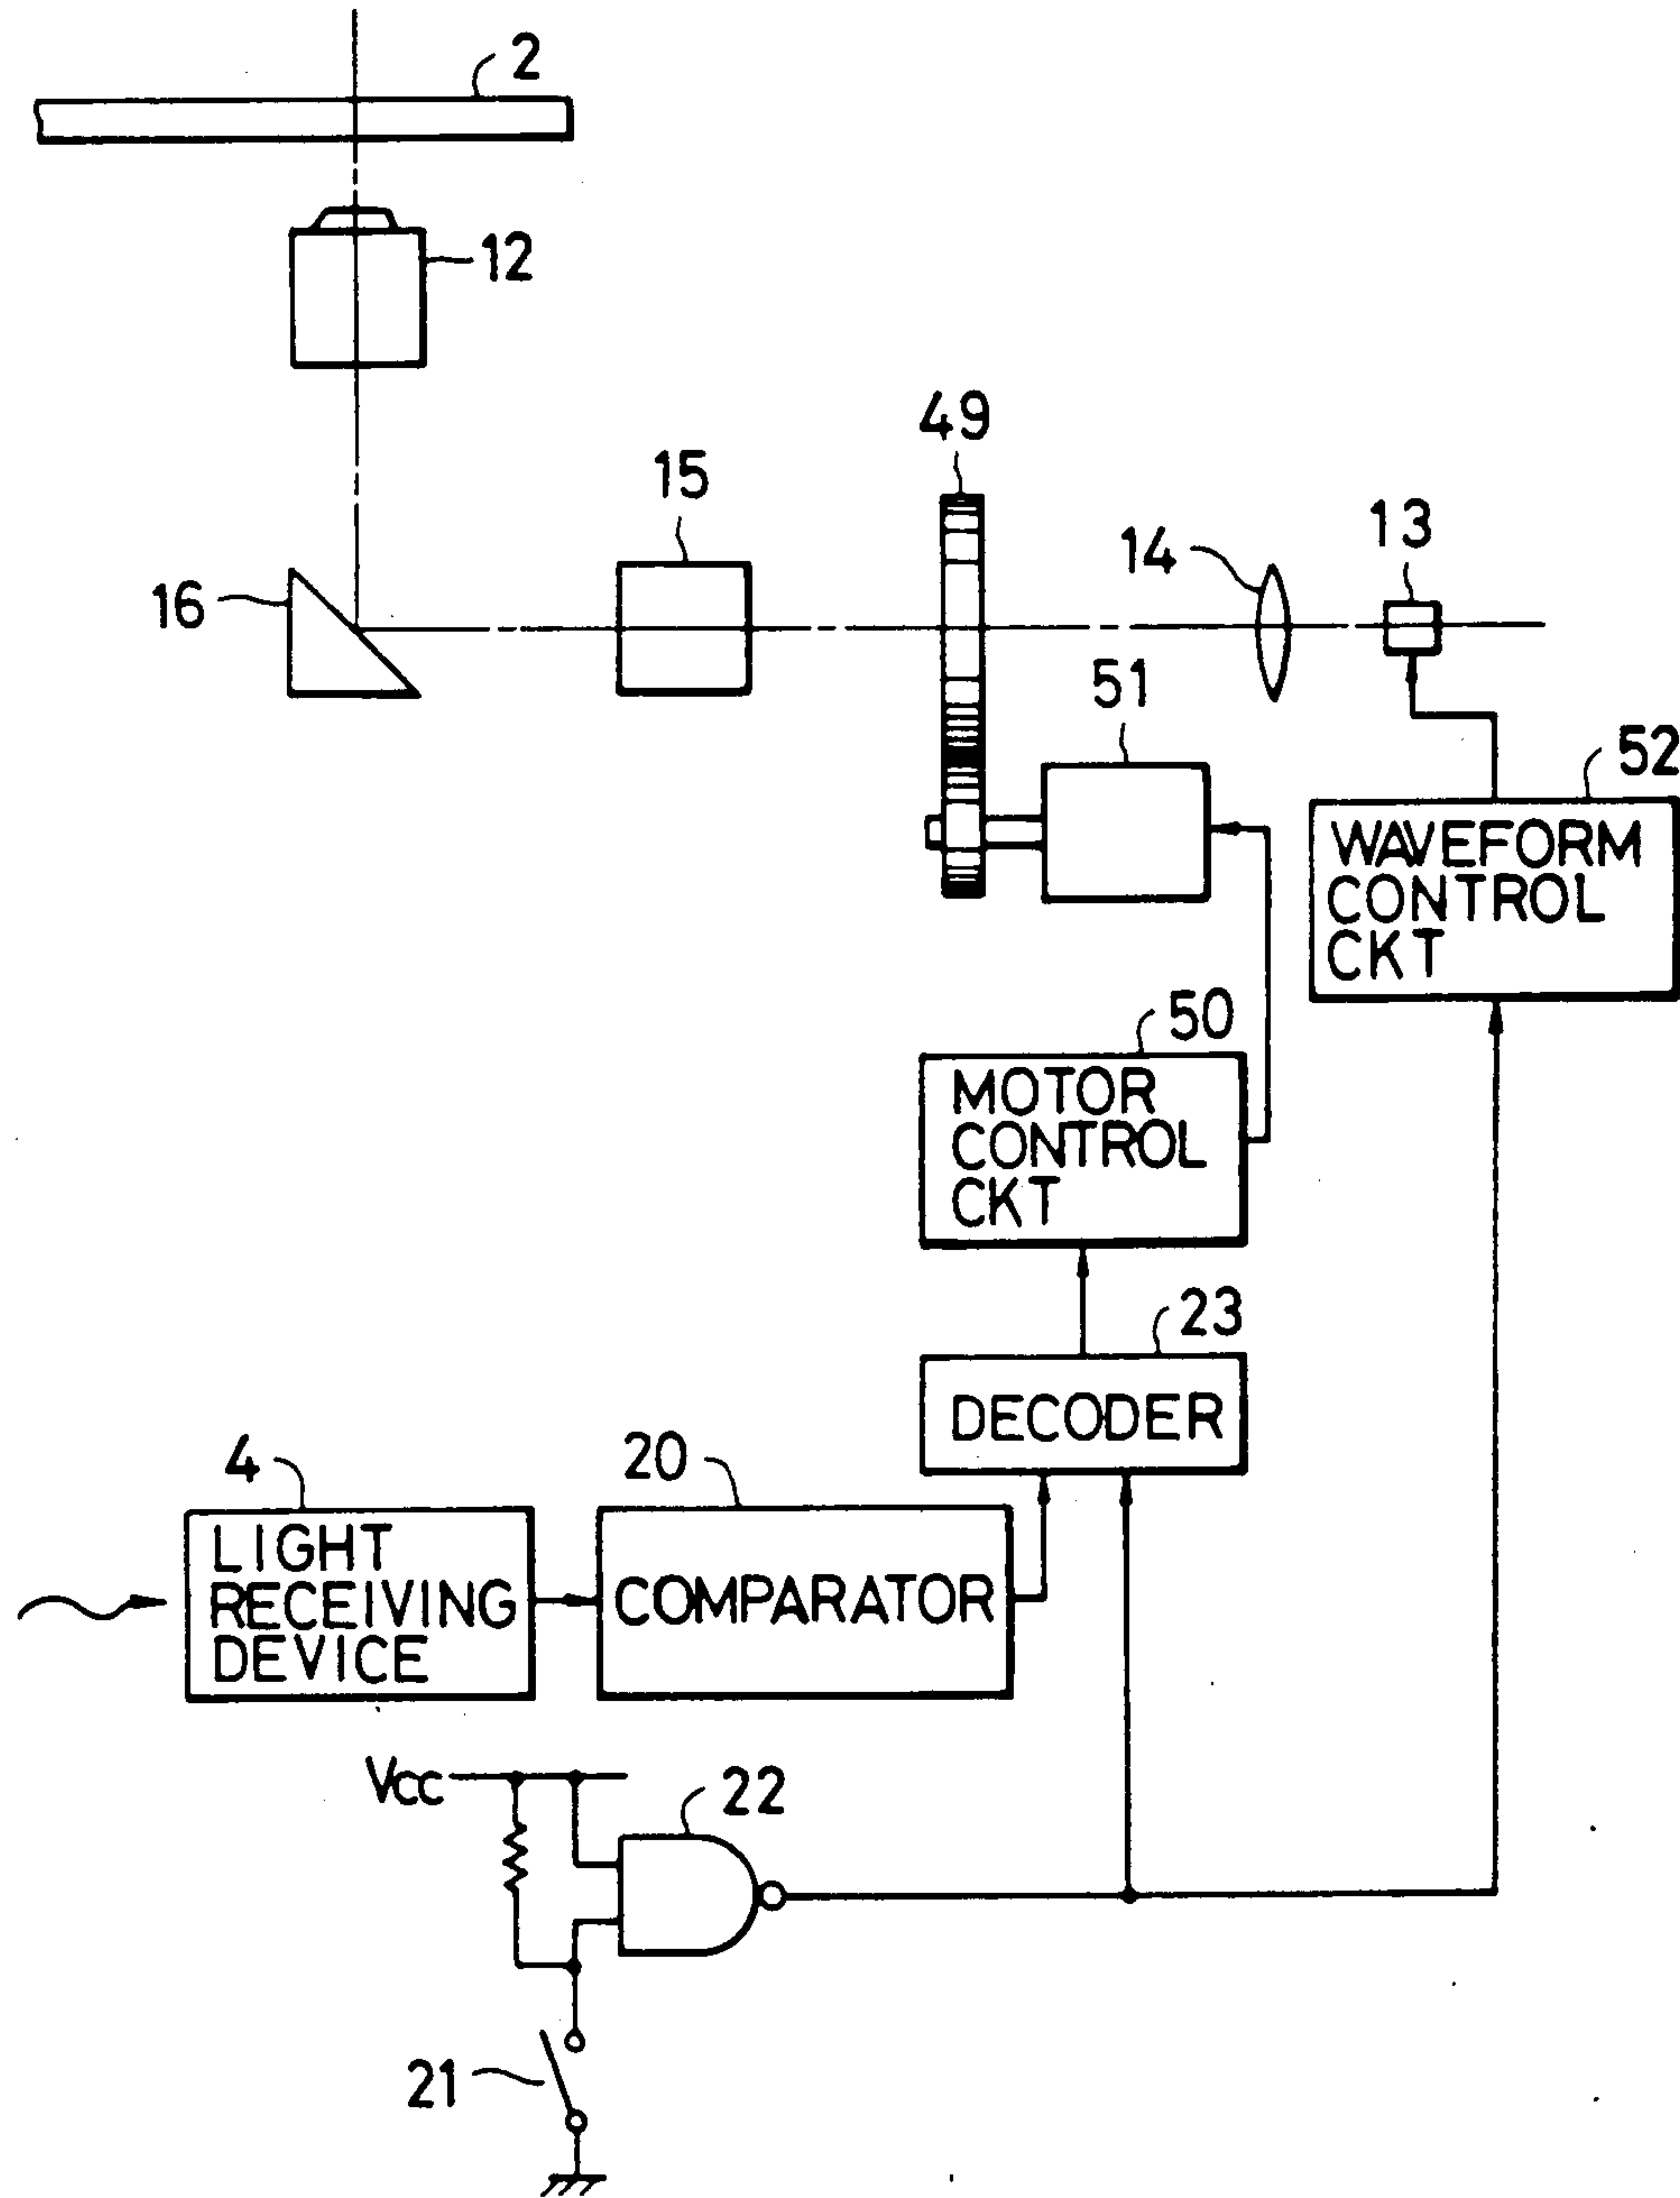 2
12
49
15
13
14
16
51
52
WAVEFORM
CONTROL
CKT
50
MOTOR
CONTROL
CKT
23
DECODER
4
20
LIGHT
RECEIVING
DEVICE
COMPARATOR
Vcc
22
21